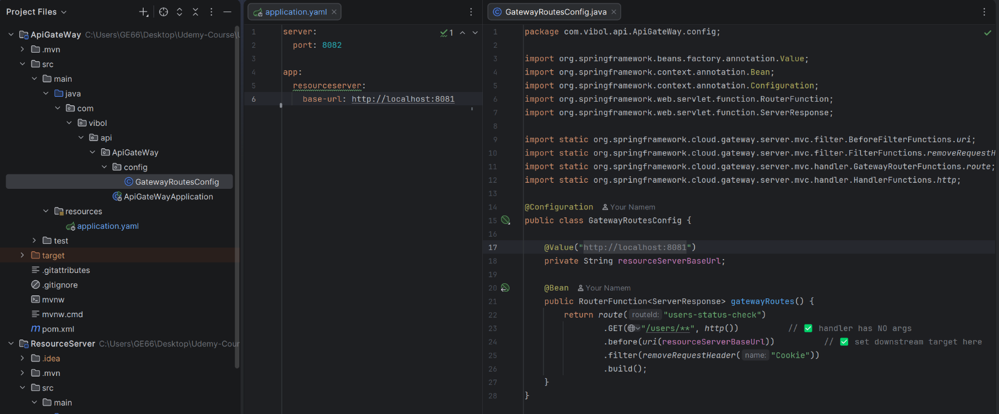 Project Files
ApiGateWay C:\Users\GE66\Desktop\Udemy-Course\
.mvn
src
main
java
com
vibol
api
ApiGateWay
config
GatewayRoutesConfig
ApiGateWayApplication
resources
application.yaml
test
target
.gitattributes
.gitignore
mvnw
mvnw.cmd
pom.xml
ResourceServer C:\Users\GE66\Desktop\Udemy-Cour
.idea
.mvn
src
main
application.yaml
1 server:
2 port: 8082
3
4 app:
5 resourceserver:
6 base-url: http://localhost:8081
1
GatewayRoutesConfig.java
1 package com.vibol.api.ApiGateWay.config;
2
3 import org.springframework.beans.factory.annotation.Value;
4 import org.springframework.context.annotation.Bean;
5 import org.springframework.context.annotation.Configuration;
6 import org.springframework.web.servlet.function.RouterFunction;
7 import org.springframework.web.servlet.function.ServerResponse;
8
9 import static org.springframework.cloud.gateway.server.mvc.filter.BeforeFilterFunctions.uri;
10 import static org.springframework.cloud.gateway.server.mvc.filter.FilterFunctions.removeRequestH
11 import static org.springframework.cloud.gateway.server.mvc.handler.GatewayRouterFunctions.route;
12 import static org.springframework.cloud.gateway.server.mvc.handler.HandlerFunctions.http;
13
14 @Configuration Your Namem
15 public class GatewayRoutesConfig {
16
17 @Value("http://localhost:8081")
18 private String resourceServerBaseUrl;
19
20 @Bean Your Namem
21 public RouterFunction<ServerResponse> gatewayRoutes() {
22 return route( routeId: "users-status-check")
23 .GET("/users/**", http()) // ✅ handler has NO args
24 .before(uri(resourceServerBaseUrl)) // ✅ set downstream target here
25 .filter(removeRequestHeader( name: "Cookie"))
26 .build();
27 }
28 }